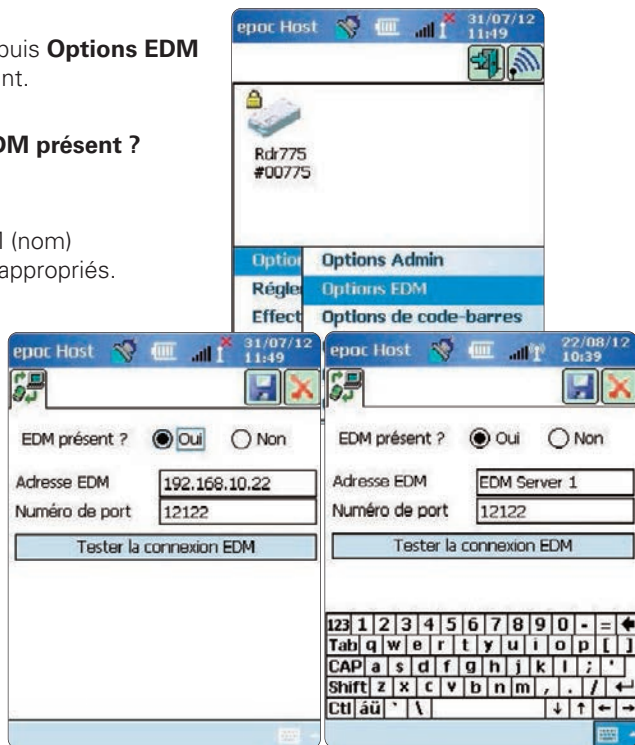 puis Options EDM
nt.
DM présent ?
(nom)
appropriés.
epoc Host 31/07/12
11:49
Rdr775
#00775
Option Options Admin
Régle Options EDM
Effect Options de code-barres
epoc Host 31/07/12
11:49
EDM présent ? Oui Non
Adresse EDM 192.168.10.22
Numéro de port 12122
Tester la connexion EDM
epoc Host 22/08/12
10:39
EDM présent ? Oui Non
Adresse EDM EDM Server 1
Numéro de port 12122
Tester la connexion EDM
123 1 2 3 4 5 6 7 8 9 0 - =
Tab q w e r t y u i o p [ ]
CAP a s d f g h j k l ; '
Shift z x c v b n m , . /
Ctl áü ` \